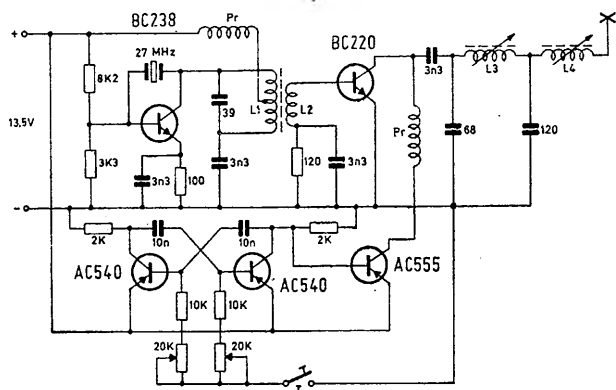 BC238
Pr
BC220
+
27 MHz
3n3
L3
L4
8K2
39
L1
L2
Pr
13,5V
68
120
3K3
3n3
100
3n3
120
3n3
-
2K
10n
10n
2K
AC540
AC540
AC555
10K
10K
20K
20K
T